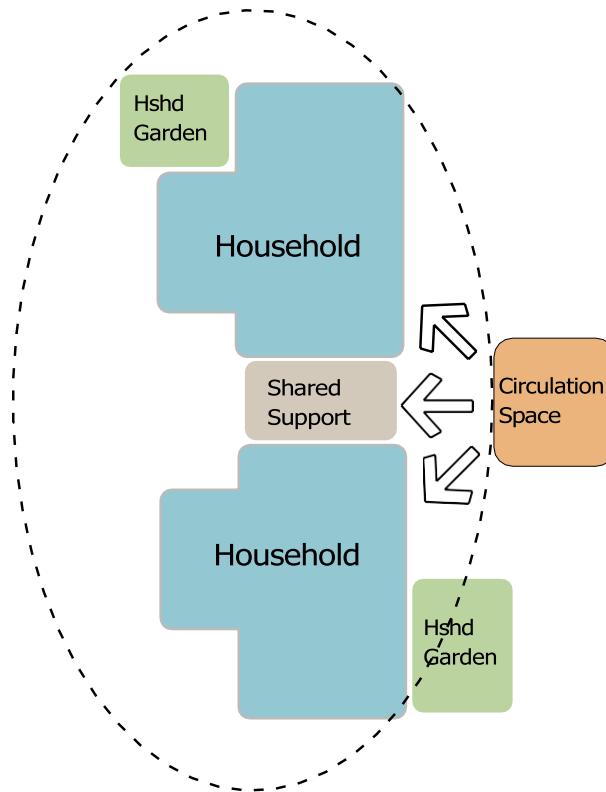 Hshd
Garden
Household
Shared
Support
Circulation
Space
Household
Hshd
Garden